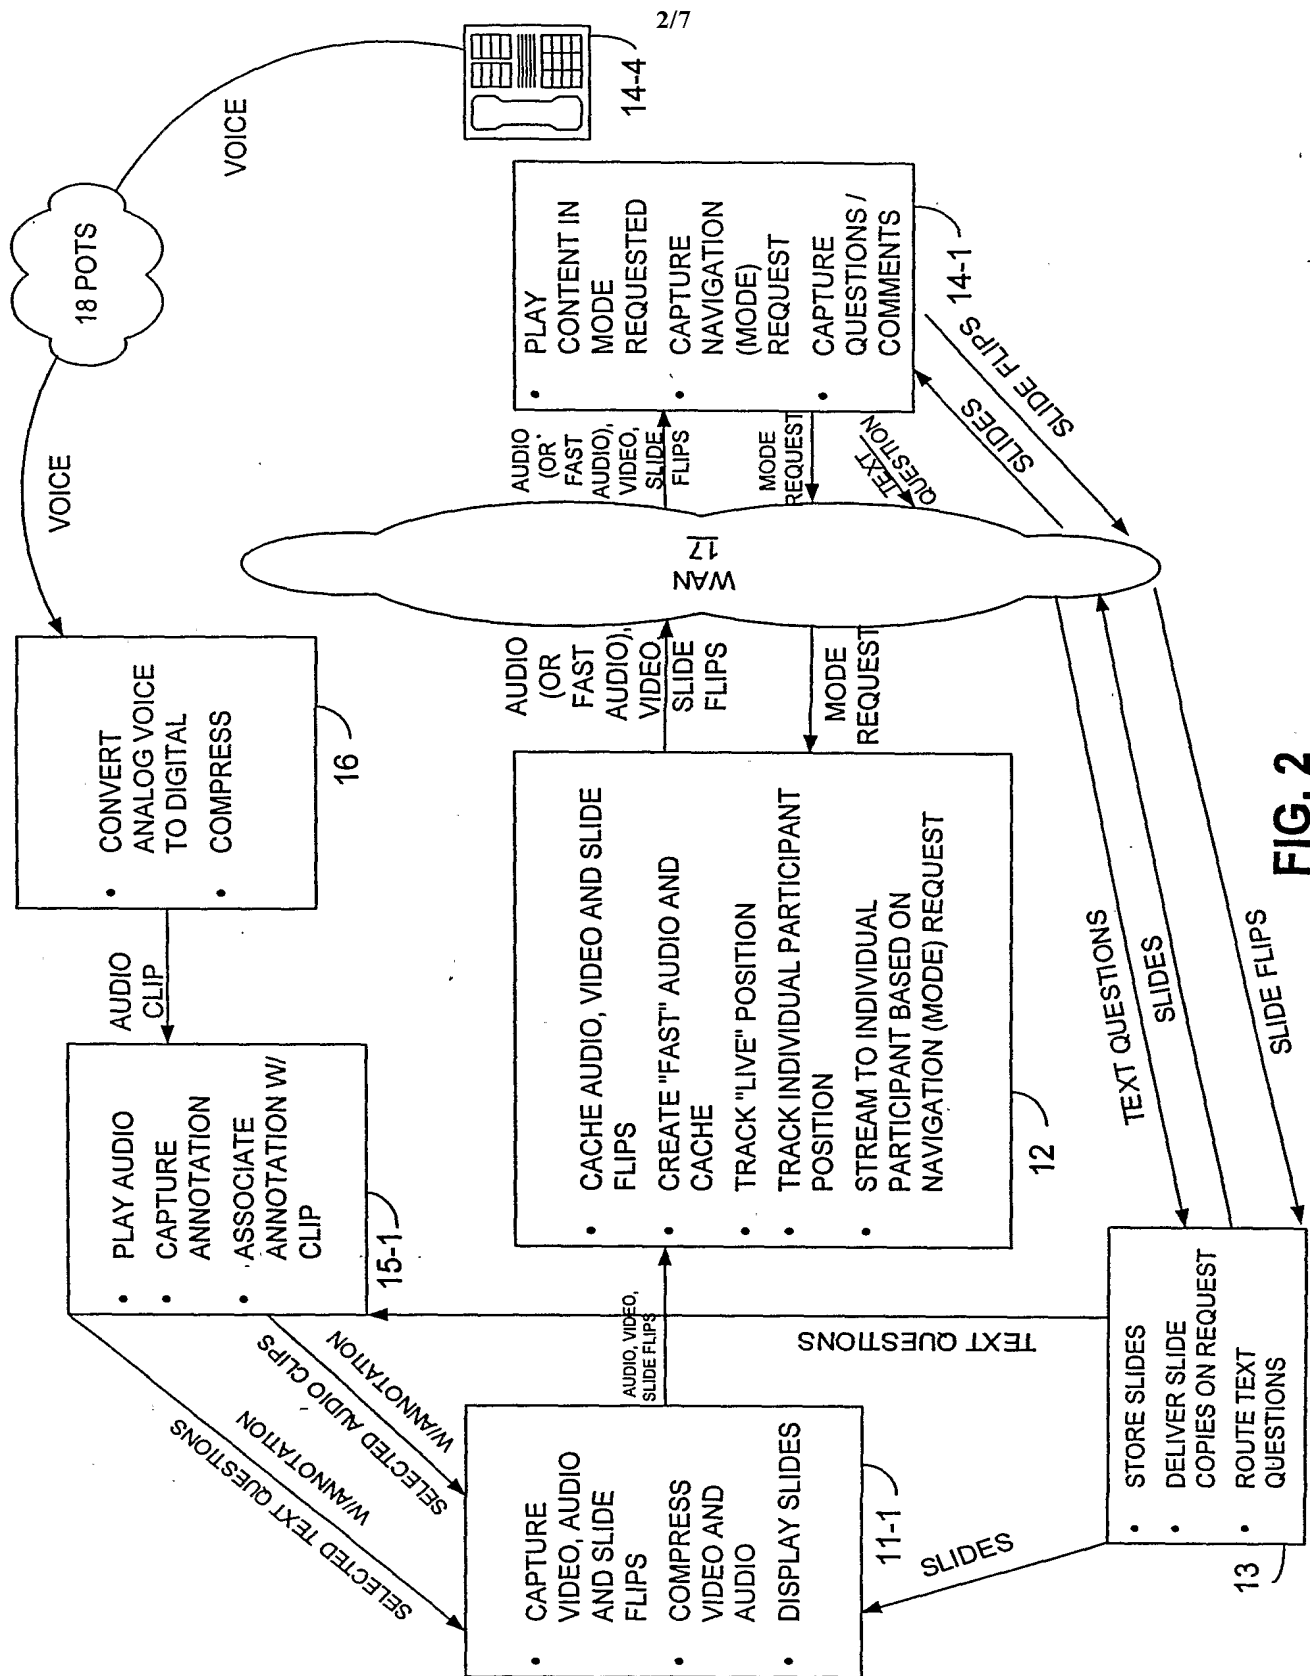 2/7
VOICE
14-4
18 POTS
VOICE
• CONVERT
ANALOG VOICE
TO DIGITAL
• COMPRESS
16
AUDIO
CLIP
• PLAY AUDIO
• CAPTURE
ANNOTATION
• ASSOCIATE
ANNOTATION W/
CLIP
15-1
SELECTED TEXT QUESTIONS
W/ANNOTATION
SELECTED AUDIO CLIPS
W/ANNOTATION
• CAPTURE
VIDEO, AUDIO
AND SLIDE
FLIPS
• COMPRESS
VIDEO AND
AUDIO
• DISPLAY SLIDES
11-1
AUDIO, VIDEO,
SLIDE FLIPS
• CACHE AUDIO, VIDEO AND SLIDE
FLIPS
• CREATE "FAST" AUDIO AND
CACHE
• TRACK "LIVE" POSITION
• TRACK INDIVIDUAL PARTICIPANT
POSITION
• STREAM TO INDIVIDUAL
PARTICIPANT BASED ON
NAVIGATION (MODE) REQUEST
12
AUDIO
(OR
FAST
AUDIO),
VIDEO,
SLIDE
FLIPS
MODE
REQUEST
WAN
17
AUDIO
(OR
FAST
AUDIO),
VIDEO,
SLIDE
FLIPS
MODE
REQUEST
TEXT
QUESTION
• PLAY
CONTENT IN
MODE
REQUESTED
• CAPTURE
NAVIGATION
(MODE)
REQUEST
• CAPTURE
QUESTIONS /
COMMENTS
14-1
SLIDES
SLIDE FLIPS
TEXT QUESTIONS
SLIDES
SLIDE FLIPS
TEXT QUESTIONS
SLIDES
• STORE SLIDES
• DELIVER SLIDE
COPIES ON REQUEST
• ROUTE TEXT
QUESTIONS
13
FIG. 2